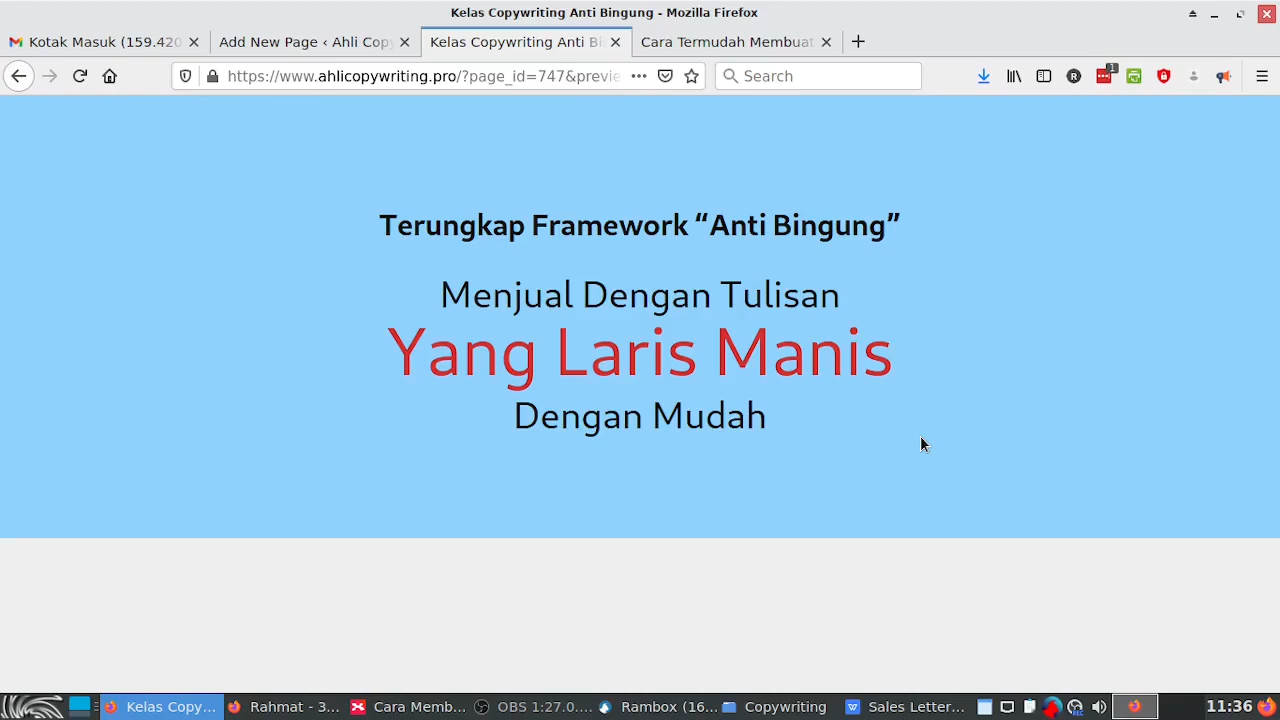 Kelas Copywriting Anti Bingung - Mozilla Firefox
Kotak Masuk (159.420
Add New Page ‹ Ahli Cop
Kelas Copywriting Anti Bi
Cara Termudah Membuat
https://www.ahlicopywriting.pro/?page_id=747&previe
Search
1
Terungkap Framework “Anti Bingung”
Menjual Dengan Tulisan
Yang Laris Manis
Dengan Mudah
Kelas Copy...
Rahmat - 3...
Cara Memb...
OBS 1:27.0....
Rambox (16...
Copywriting
Sales Letter...
11:36